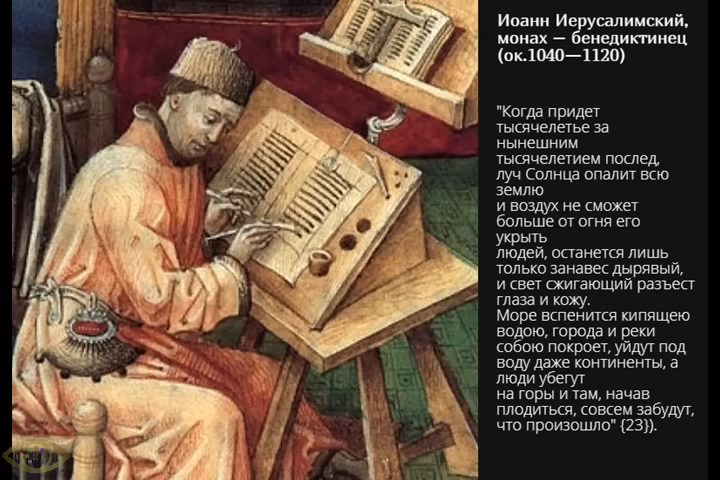 Иоанн Иерусалимский,
монах – бенедиктинец
(ок.1040—1120)
"Когда придет
тысячелетье за
нынешним
тысячелетием послед,
луч Солнца опалит всю
землю
и воздух не сможет
больше от огня его
укрыть
людей, останется лишь
только занавес дырявый,
и свет сжигающий разъест
глаза и кожу.
Море вспенится кипящею
водою, города и реки
собою покроет, уйдут под
воду даже континенты, а
люди убегут
на горы и там, начав
плодиться, совсем забудут,
что произошло" {23}).